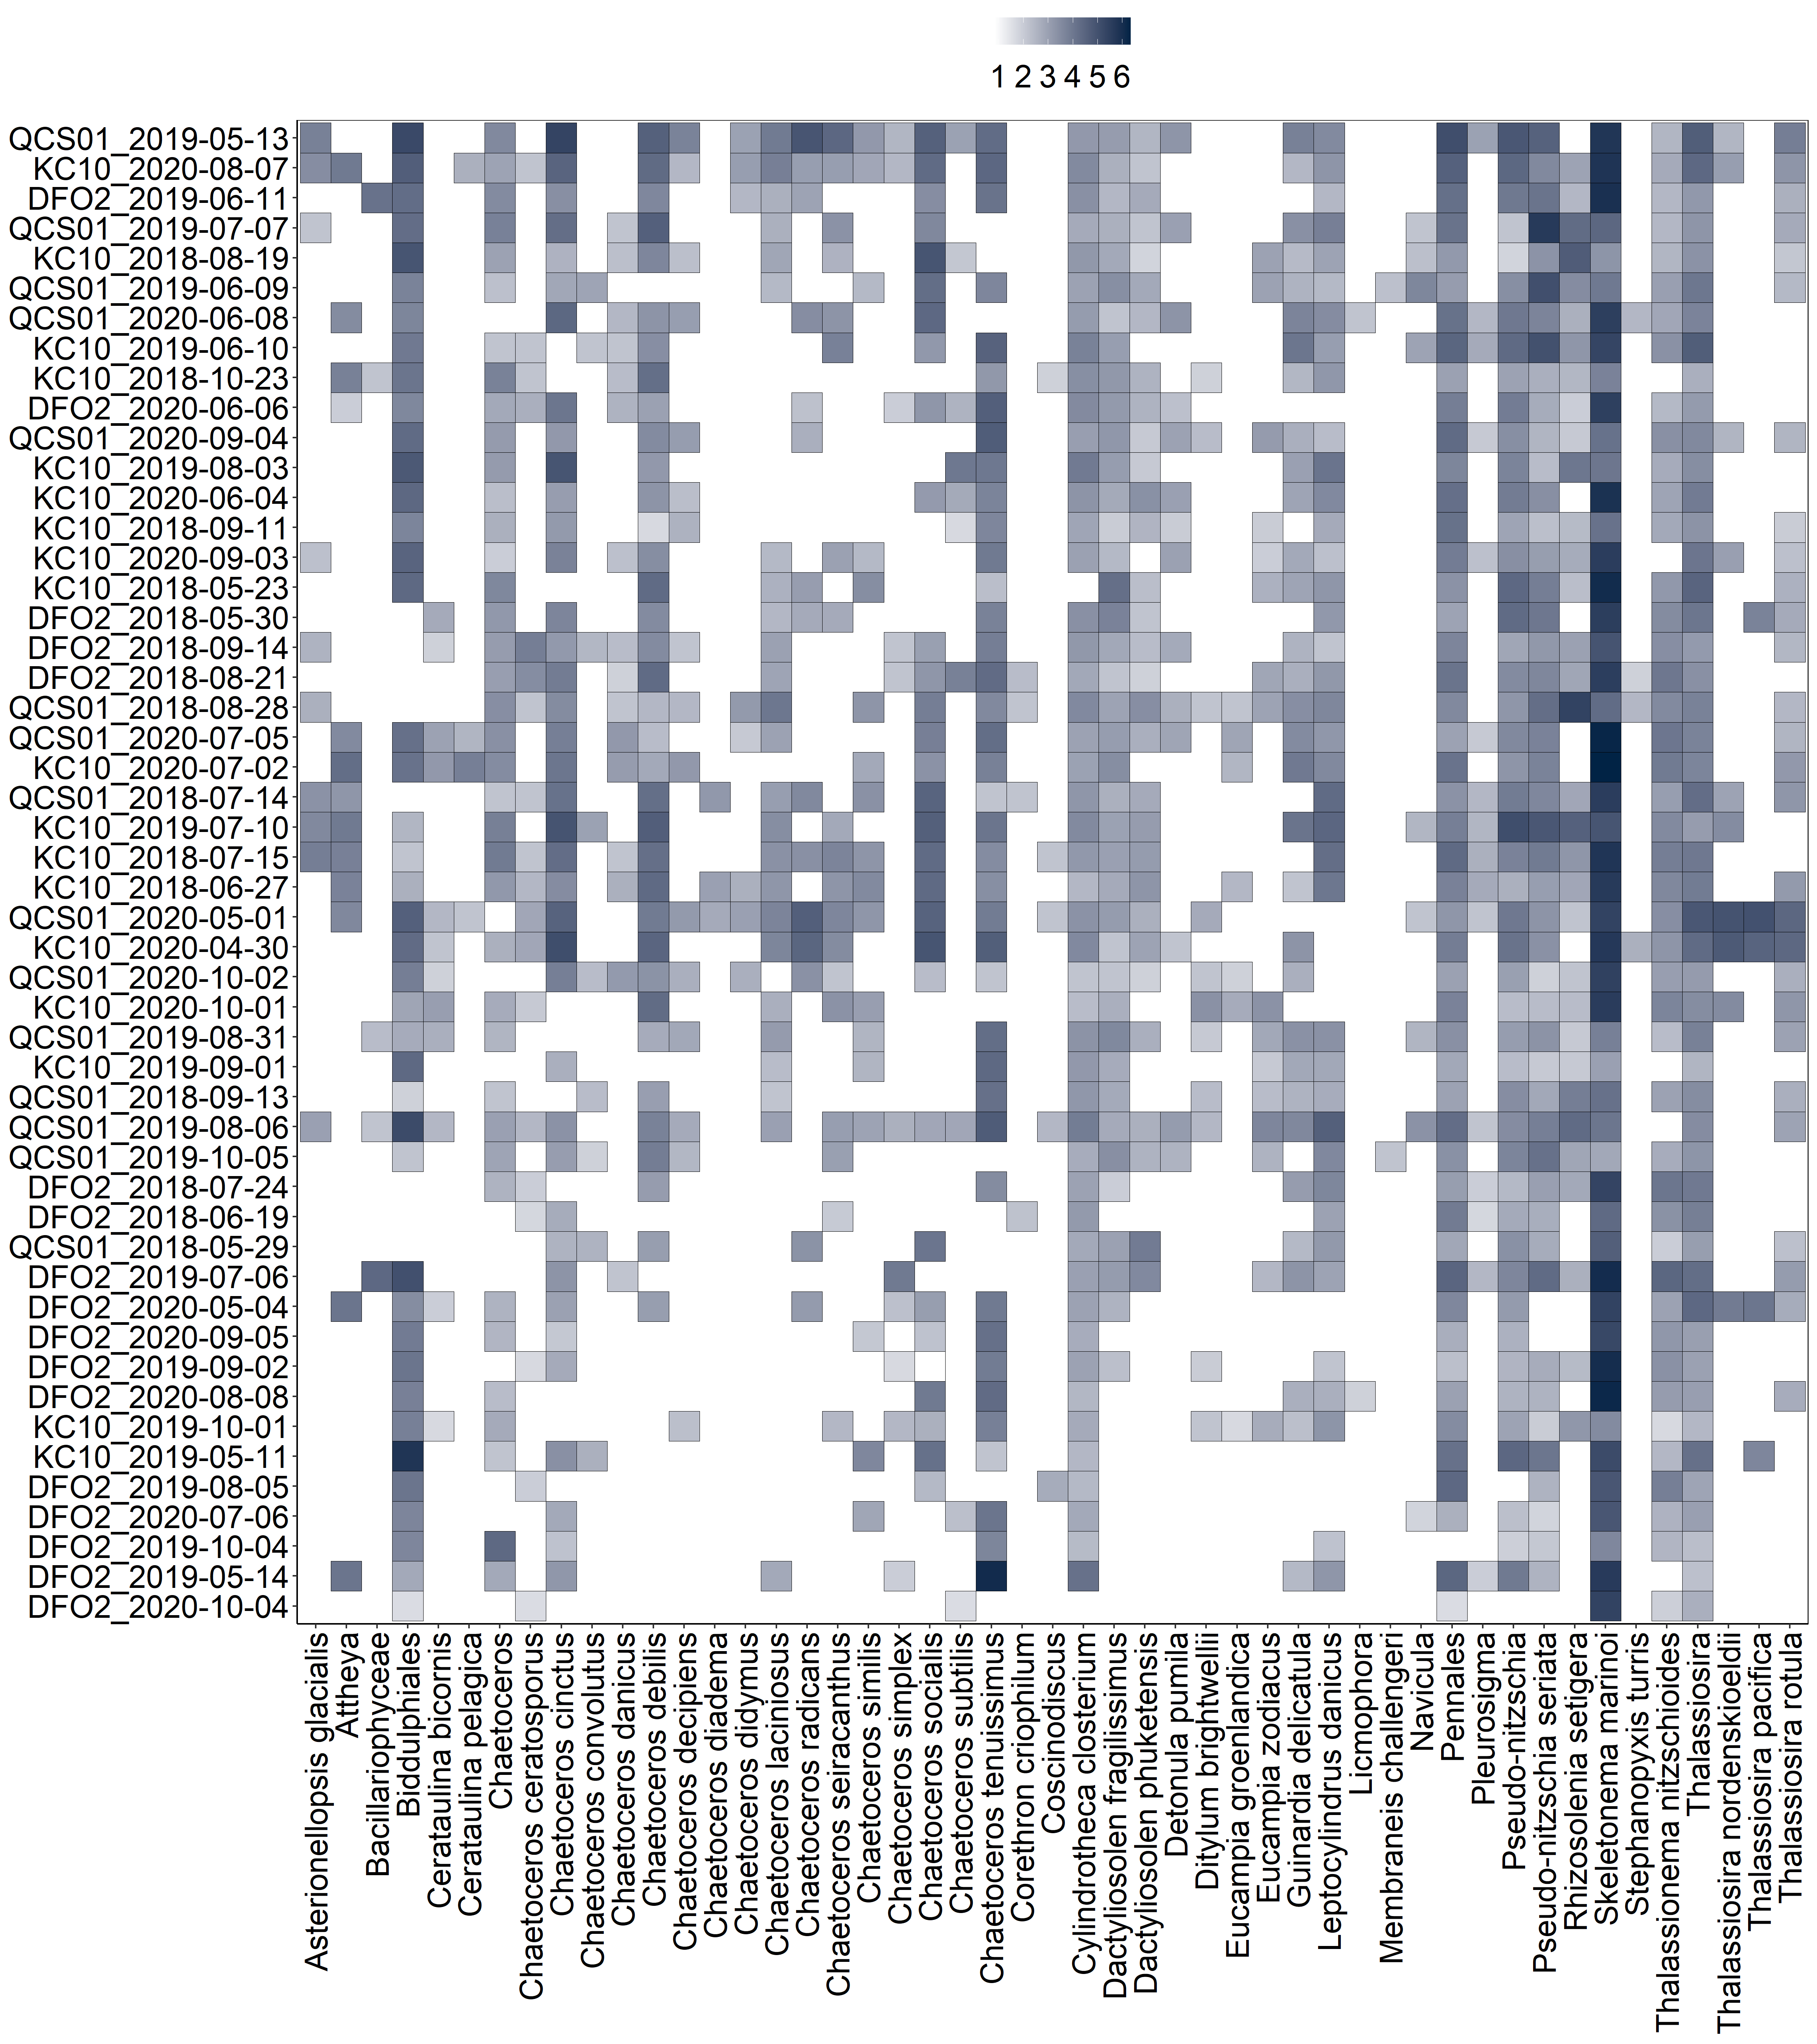 1 2 3 4 5 6
QCS01_2019-05-13
KC10_2020-08-07
DFO2_2019-06-11
QCS01_2019-07-07
KC10_2018-08-19
QCS01_2019-06-09
QCS01_2020-06-08
KC10_2019-06-10
KC10_2018-10-23
DFO2_2020-06-06
QCS01_2020-09-04
KC10_2019-08-03
KC10_2020-06-04
KC10_2018-09-11
KC10_2020-09-03
KC10_2018-05-23
DFO2_2018-05-30
DFO2_2018-09-14
DFO2_2018-08-21
QCS01_2018-08-28
QCS01_2020-07-05
KC10_2020-07-02
QCS01_2018-07-14
KC10_2019-07-10
KC10_2018-07-15
KC10_2018-06-27
QCS01_2020-05-01
KC10_2020-04-30
QCS01_2020-10-02
KC10_2020-10-01
QCS01_2019-08-31
KC10_2019-09-01
QCS01_2018-09-13
QCS01_2019-08-06
QCS01_2019-10-05
DFO2_2018-07-24
DFO2_2018-06-19
QCS01_2018-05-29
DFO2_2019-07-06
DFO2_2020-05-04
DFO2_2020-09-05
DFO2_2019-09-02
DFO2_2020-08-08
KC10_2019-10-01
KC10_2019-05-11
DFO2_2019-08-05
DFO2_2020-07-06
DFO2_2019-10-04
DFO2_2019-05-14
DFO2_2020-10-04
Asterionellopsis glacialis
Attheya
Bacillariophyceae
Biddulphiales
Cerataulina bicornis
Cerataulina pelagica
Chaetoceros
Chaetoceros ceratosporus
Chaetoceros cinctus
Chaetoceros convolutus
Chaetoceros danicus
Chaetoceros debilis
Chaetoceros decipiens
Chaetoceros diadema
Chaetoceros didymus
Chaetoceros laciniosus
Chaetoceros radicans
Chaetoceros seiracanthus
Chaetoceros similis
Chaetoceros simplex
Chaetoceros socialis
Chaetoceros subtilis
Chaetoceros tenuissimus
Corethron criophilum
Coscinodiscus
Cylindrotheca closterium
Dactyliosolen fragilissimus
Dactyliosolen phuketensis
Detonula pumila
Ditylum brightwellii
Eucampia groenlandica
Eucampia zodiacus
Guinardia delicatula
Leptocylindrus danicus
Licmophora
Membraneis challengeri
Navicula
Pennales
Pleurosigma
Pseudo-nitzschia
Pseudo-nitzschia seriata
Rhizosolenia setigera
Skeletonema marinoi
Stephanopyxis turris
Thalassionema nitzschioides
Thalassiosira
Thalassiosira nordenskioeldii
Thalassiosira pacifica
Thalassiosira rotula